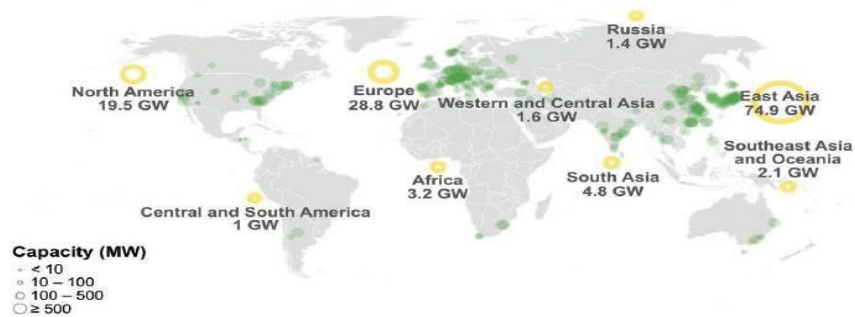 Russia
1.4 GW
North America
19.5 GW
Europe
28.8 GW
Western and Central Asia
1.6 GW
East Asia
74.9 GW
Southeast Asia
and Oceania
2.1 GW
Africa
3.2 GW
South Asia
4.8 GW
Central and South America
1 GW
Capacity (MW)
< 10
10 – 100
100 – 500
≥ 500